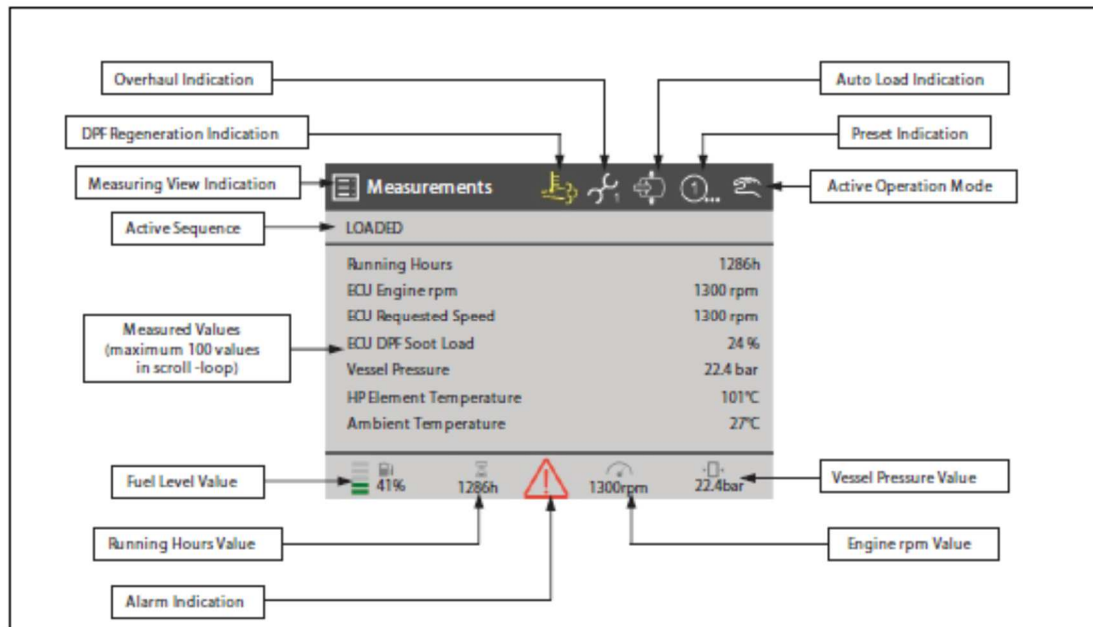 Overhaul Indication
Auto Load Indication
DPF Regeneration Indication
Preset Indication
Measuring View Indication
Measurements
1
1...
Active Operation Mode
Active Sequence
LOADED
Running Hours 1286h
ECU Engine rpm 1300 rpm
ECU Requested Speed 1300 rpm
Measured Values
(maximum 100 values
in scroll -loop)
ECU DPF Soot Load 24 %
Vessel Pressure 22.4 bar
HP Element Temperature 101°C
Ambient Temperature 27°C
Fuel Level Value
41% 1286h 1300rpm 22.4bar
Vessel Pressure Value
Running Hours Value
Engine rpm Value
Alarm Indication